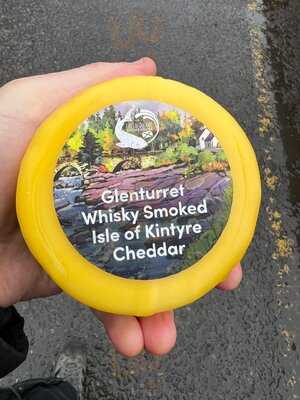 Glenturret
Whisky Smoked
Isle of Kintyre
Cheddar